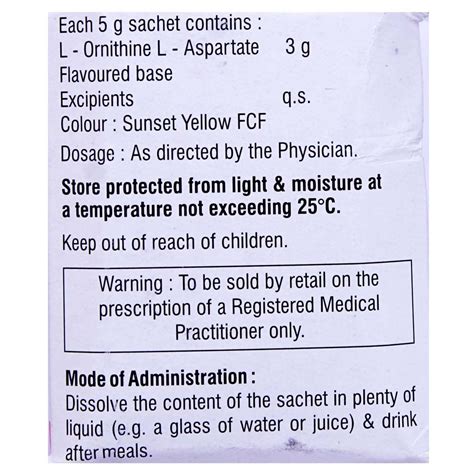 Each 5 g sachet contains :
L - Ornithine L - Aspartate 3 g
Flavoured base
Excipients q.s.
Colour : Sunset Yellow FCF
Dosage : As directed by the Physician.
Store protected from light & moisture at
a temperature not exceeding 25°C.
Keep out of reach of children.
Warning : To be sold by retail on the
prescription of a Registered Medical
Practitioner only.
Mode of Administration :
Dissolve the content of the sachet in plenty of
liquid (e.g. a glass of water or juice) & drink
after meals.